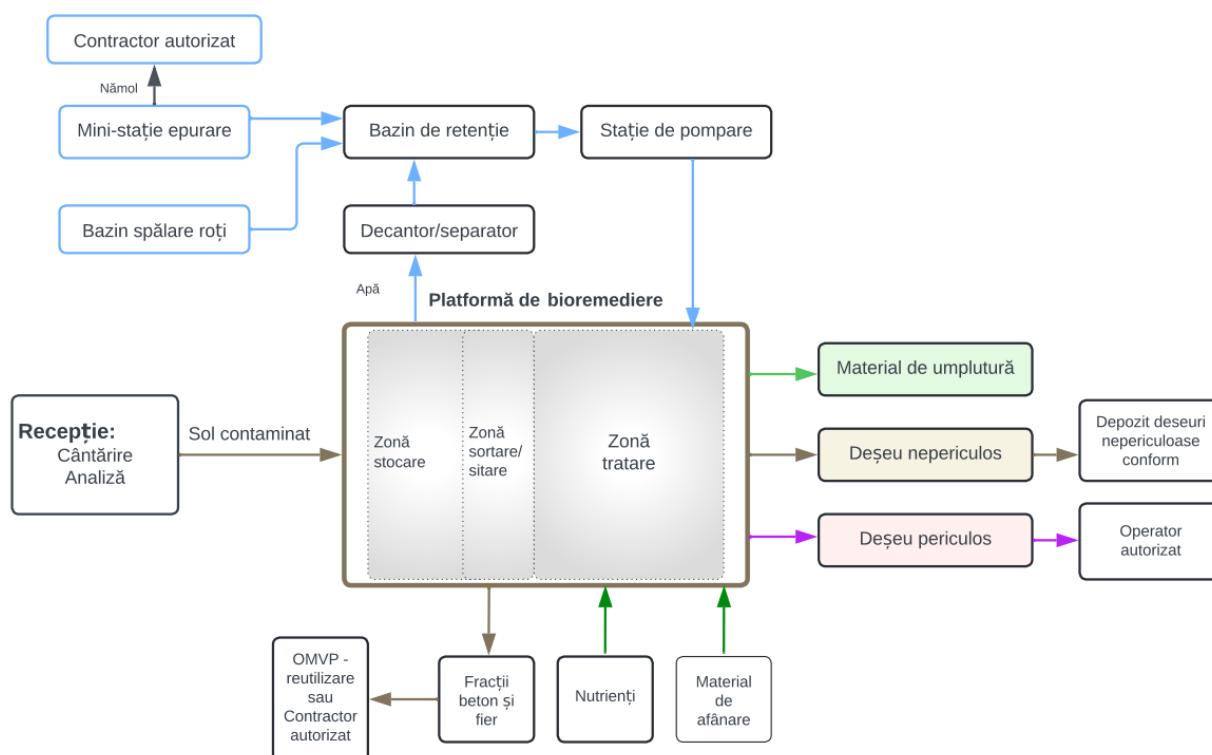 Contractor autorizat
Nămol
Mini-stație epurare
Bazin de retenție
Stație de pompare
Bazin spălare roți
Decantor/separator
Apă
Platformă de bioremediere
Recepție:
Cântărire
Analiză
Sol contaminat
Zonă
stocare
Zonă
sortare/
sitare
Zonă
tratare
Material de umplutură
Deșeu nepericulos
Depozit deseuri
nepericuloase
conform
Deșeu periculos
Operator
autorizat
OMVP -
reutilizare
sau
Contractor
autorizat
Fracții
beton și
fier
Nutrienți
Material
de
afânare